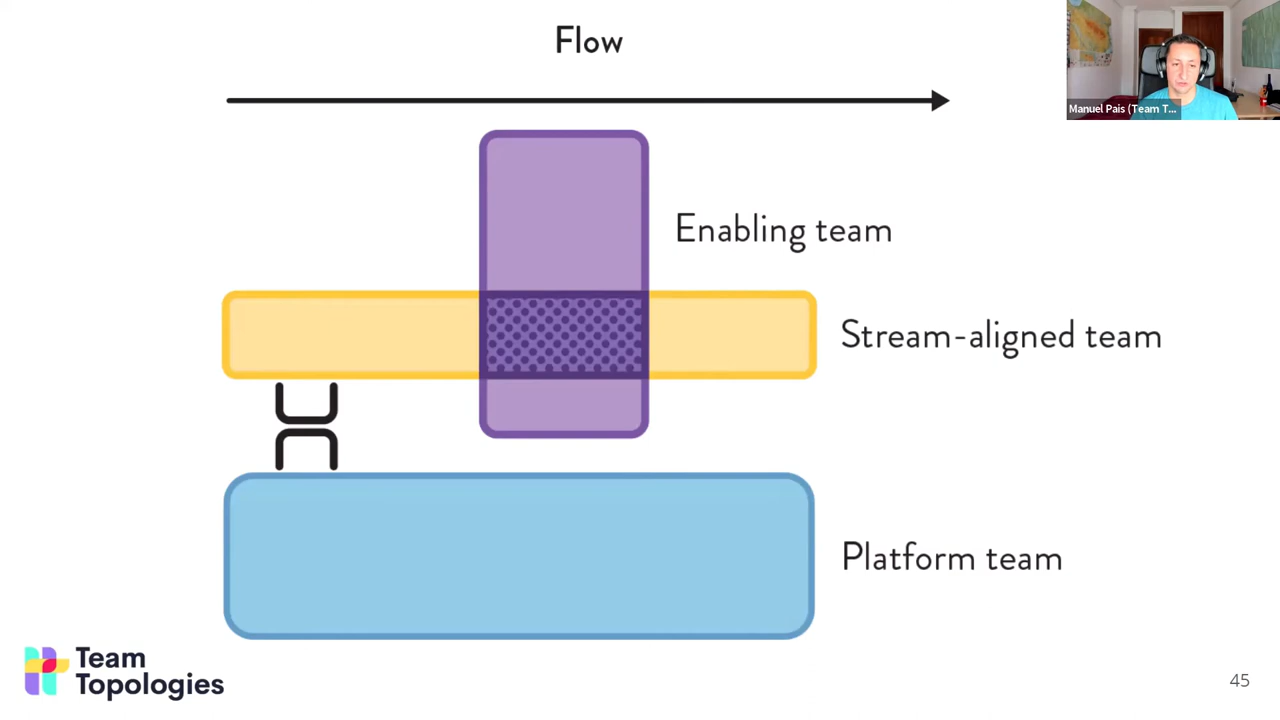 Flow
Manuel Pais (Team T...
Enabling team
Stream-aligned team
Platform team
Team
Topologies
45